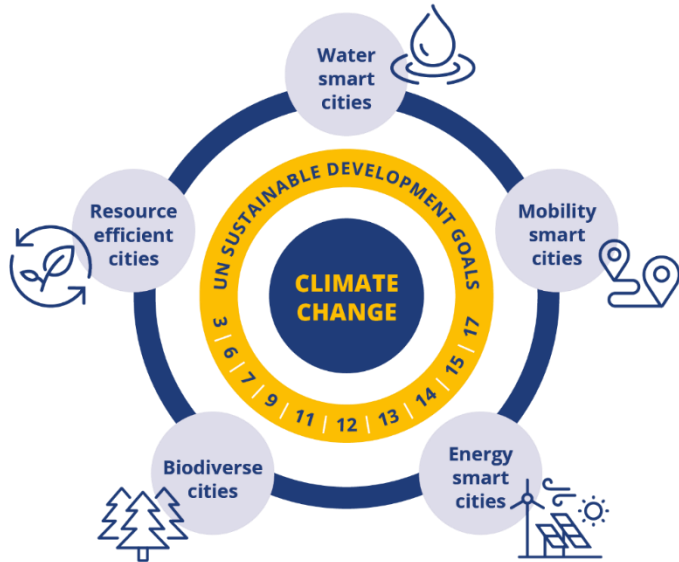 Water
smart
cities
Resource
efficient
cities
UN SUSTAINABLE DEVELOPMENT GOALS
Mobility
smart
cities
CLIMATE
CHANGE
3 | 6 | 7 | 9 | 11 | 12 | 13 | 14 | 15 | 17
Biodiverse
cities
Energy
smart
cities